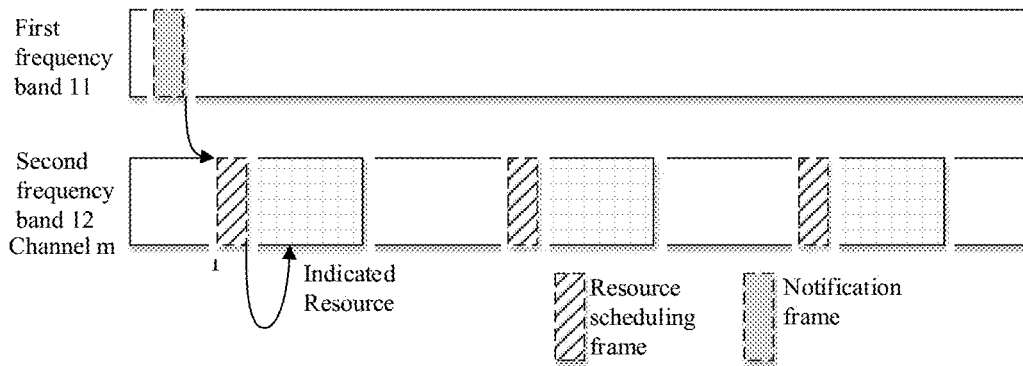 First
frequency
band 11
Second
frequency
band 12
Channel m
Indicated
Resource
Resource
scheduling
frame
Notification
frame